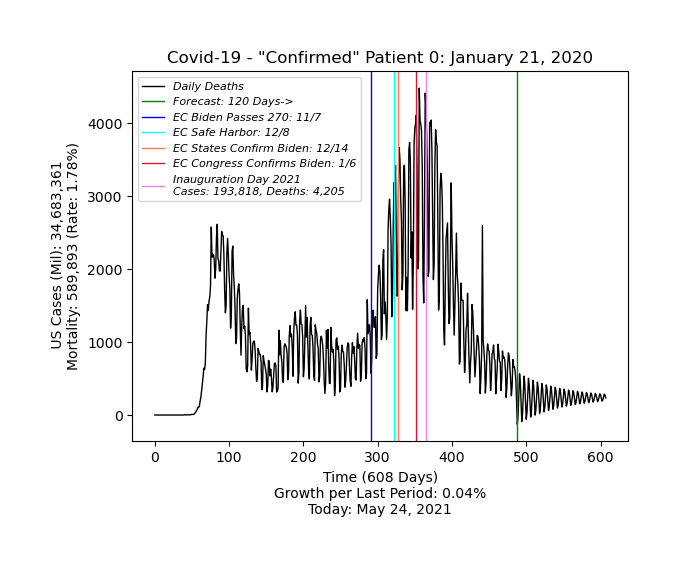 Covid-19 - "Confirmed" Patient 0: January 21, 2020
Daily Deaths
Forecast: 120 Days->
EC Biden Passes 270: 11/7
EC Safe Harbor: 12/8
EC States Confirm Biden: 12/14
EC Congress Confirms Biden: 1/6
Inauguration Day 2021
Cases: 193,818, Deaths: 4,205
US Cases (Mil): 34,683,361
Mortality: 589,893 (Rate: 1.78%)
4000
3000
2000
1000
0
0 100 200 300 400 500 600
Time (608 Days)
Growth per Last Period: 0.04%
Today: May 24, 2021